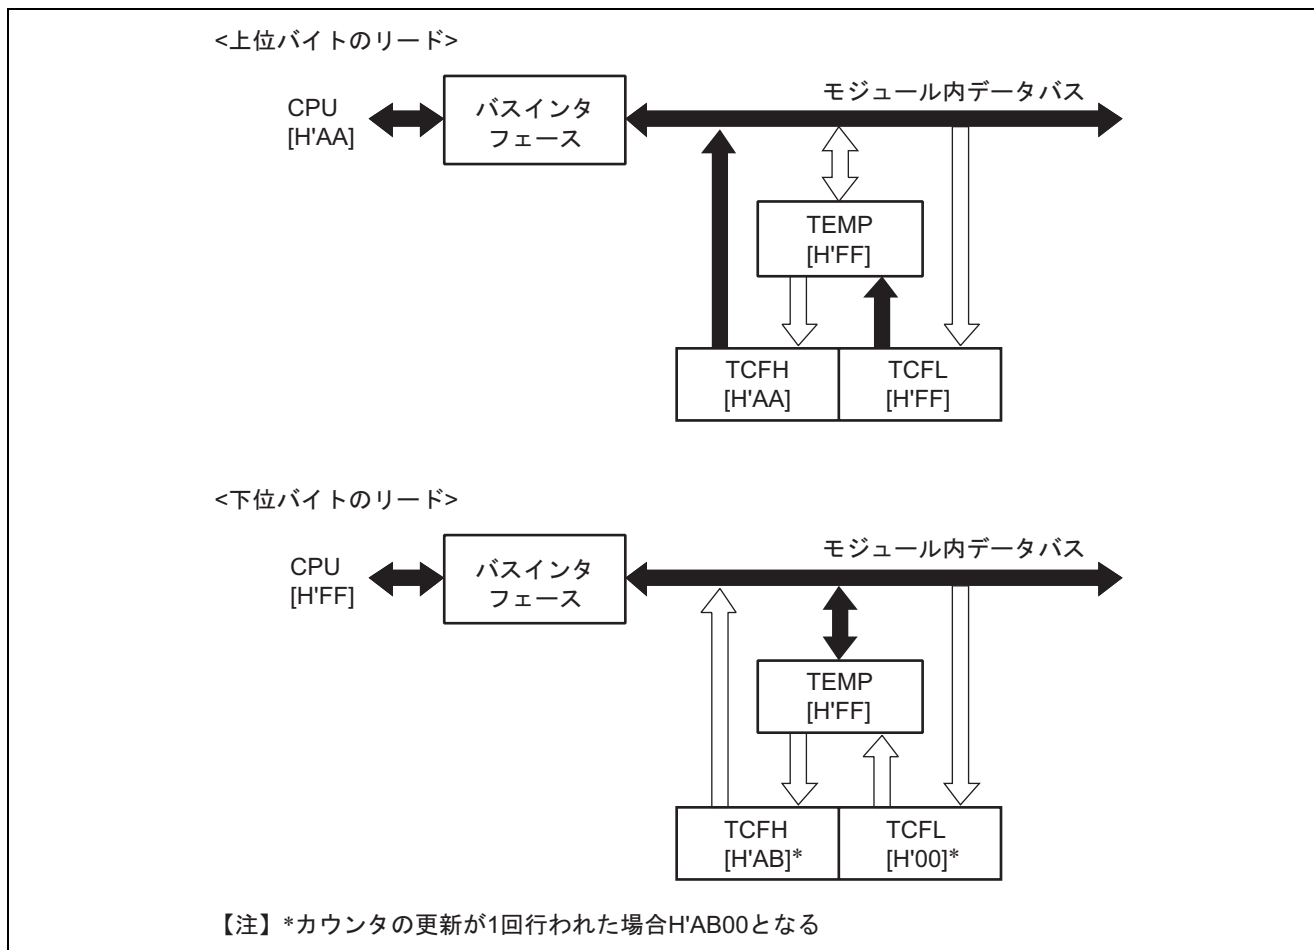 <上位バイトのリード>
モジュール内データバス
CPU
[H'AA]
バスインタ
フェース
TEMP
[H'FF]
TCFH
[H'AA]
TCFL
[H'FF]
<下位バイトのリード>
モジュール内データバス
CPU
[H'FF]
バスインタ
フェース
TEMP
[H'FF]
TCFH
[H'AB]*
TCFL
[H'00]*
【注】*カウンタの更新が1回行われた場合H'AB00となる